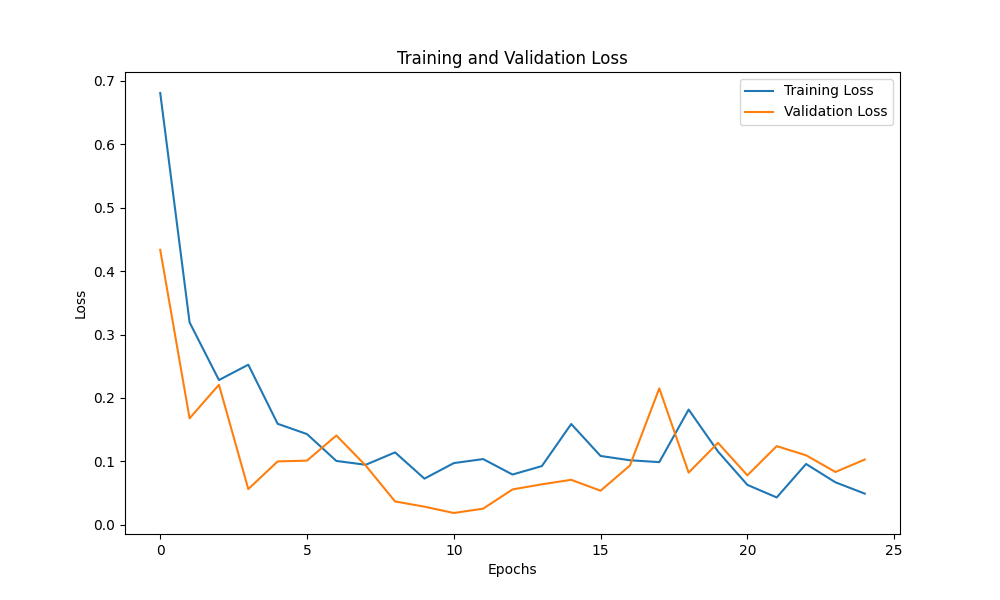 Training and Validation Loss
Training Loss
Validation Loss
0.7
0.6
0.5
0.4
0.3
0.2
0.1
0.0
Loss
0 5 10 15 20 25
Epochs